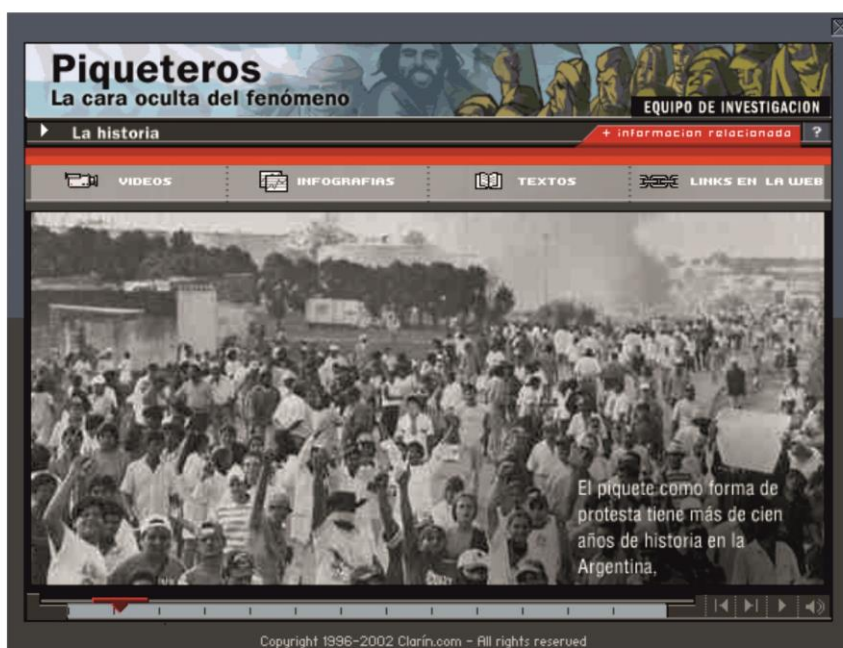 Piqueteros
La cara oculta del fenómeno
EQUIPO DE INVESTIGACION
La historia
+ informacion relacionada ?
VIDEOS INFOGRAFIAS TEXTOS LINKS EN LA WEB
El piquete como forma de
protesta tiene más de cien
años de historia en la
Argentina,
Copyright 1996-2002 Clarín.com - All rights reserved